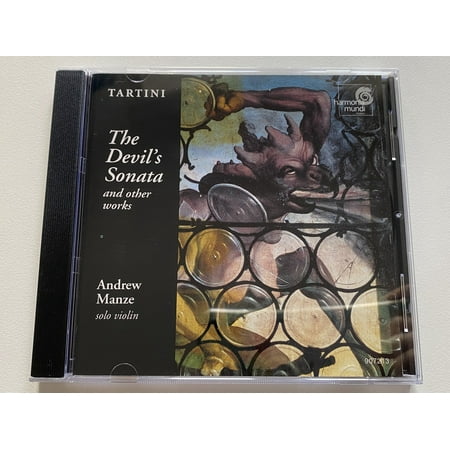 TARTINI
The
Devil's
Sonata
and other
works
Andrew
Manze
solo violin
harmonia
mundi
907213